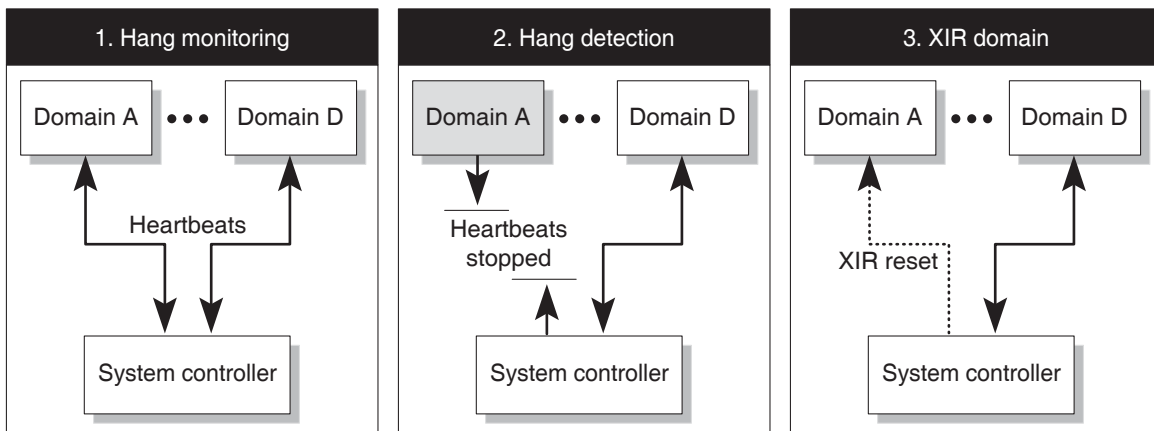 1. Hang monitoring
Domain A
Domain D
Heartbeats
System controller
2. Hang detection
Domain A
Domain D
Heartbeats
stopped
System controller
3. XIR domain
Domain A
Domain D
XIR reset
System controller